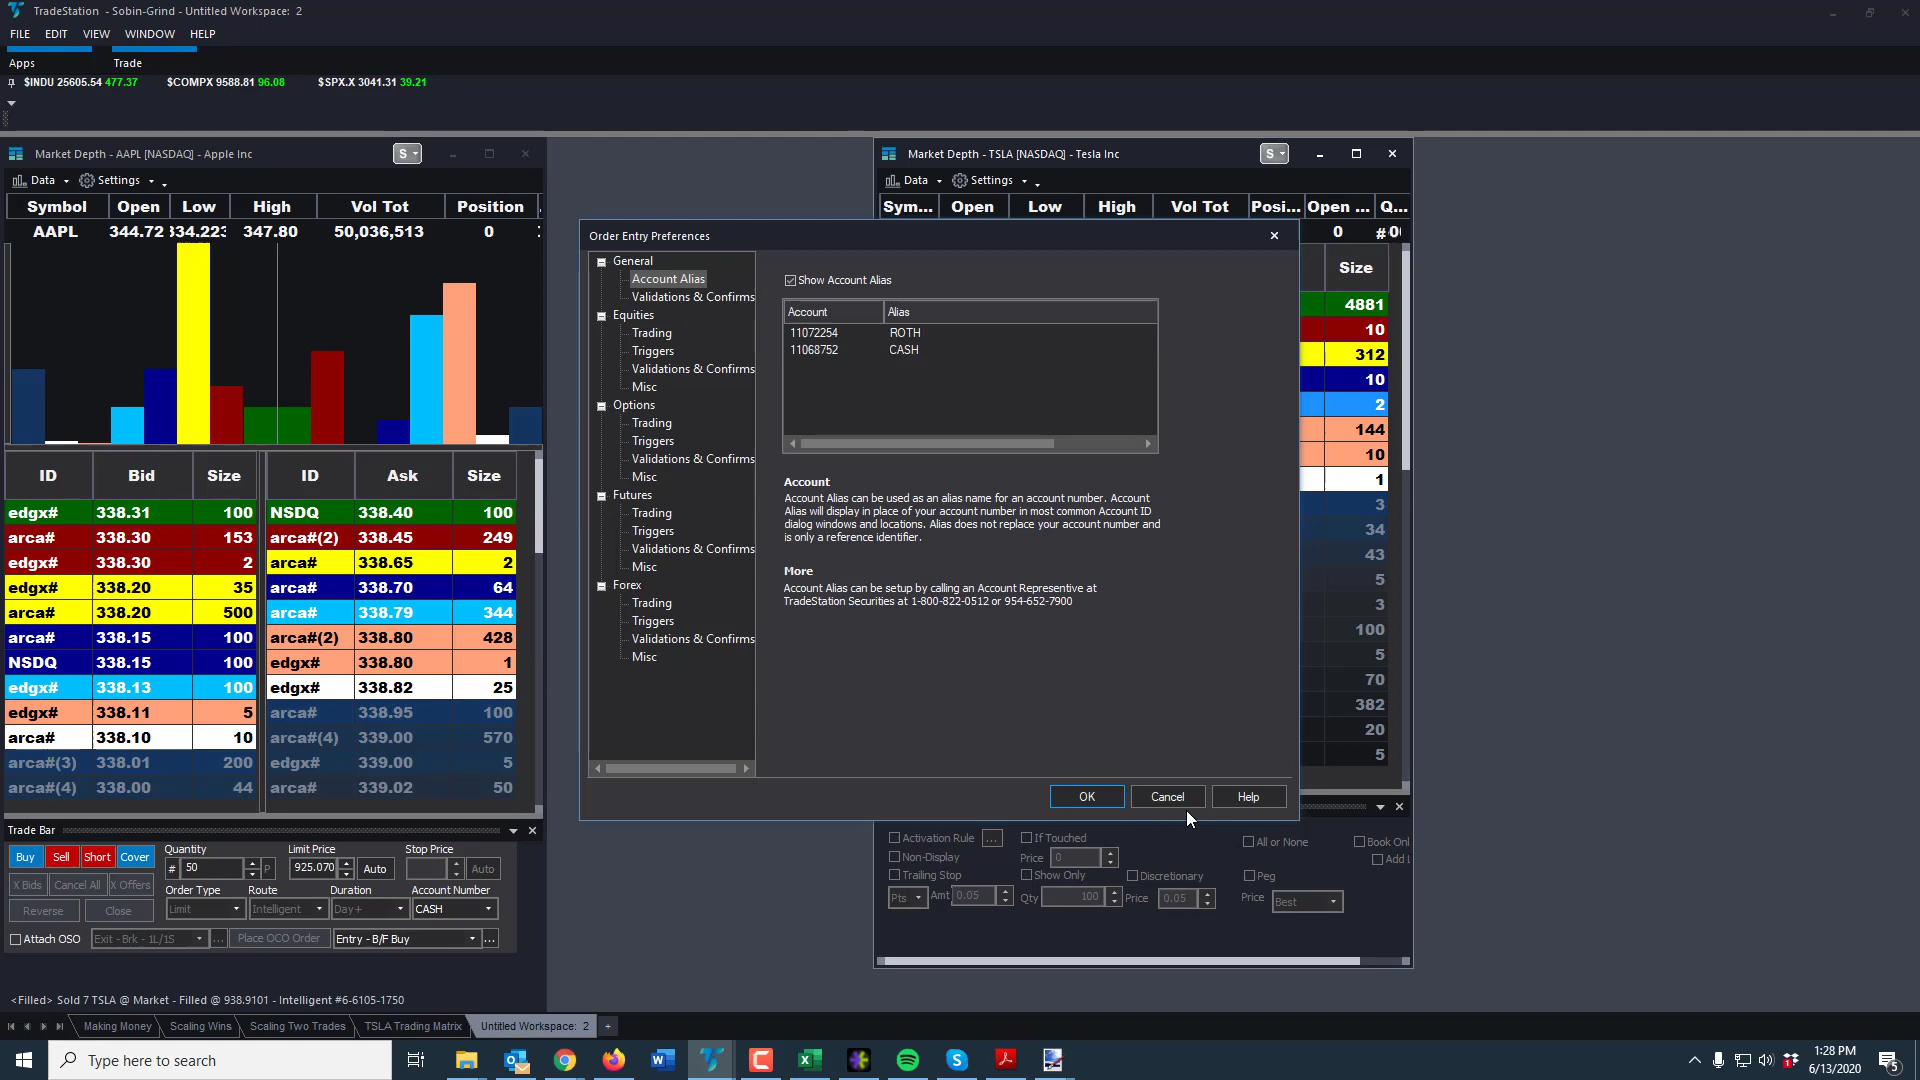 TradeStation - Sobin-Grind - Untitled Workspace: 2
FILE EDIT VIEW WINDOW HELP
Apps Trade
$INDU 25605.54 477.37 $COMPX 9588.81 96.08 $SPX.X 3041.31 39.21
Market Depth - AAPL [NASDAQ] - Apple Inc S
Data Settings
Symbol Open Low High Vol Tot Position
AAPL 344.72 334.223 347.80 50,036,513 0
ID Bid Size ID Ask Size
edgx# 338.31 100 NSDQ 338.40 100
arca# 338.30 153 arca#(2) 338.45 249
edgx# 338.30 2 arca# 338.65 2
edgx# 338.20 35 arca# 338.70 64
arca# 338.20 500 arca# 338.79 344
arca# 338.15 100 arca#(2) 338.80 428
NSDQ 338.15 100 edgx# 338.80 1
edgx# 338.13 100 edgx# 338.82 25
edgx# 338.11 5 arca# 338.95 100
arca# 338.10 10 arca#(4) 339.00 570
arca#(3) 338.01 200 edgx# 339.00 5
arca#(4) 338.00 44 arca# 339.02 50
Trade Bar
Buy Sell Short Cover Quantity Limit Price Stop Price
# 50 P 925.070 Auto Auto
X Bids Cancel All X Offers Order Type Route Duration Account Number
Limit Intelligent Day+ CASH
Reverse Close
Attach OSO Exit - Brk - 1L/1S ... Place OCO Order Entry - B/F Buy ...
<Filled> Sold 7 TSLA @ Market - Filled @ 938.9101 - Intelligent #6-6105-1750
Order Entry Preferences
General
Account Alias
Validations & Confirms
Equities
Trading
Triggers
Validations & Confirms
Misc
Options
Trading
Triggers
Validations & Confirms
Misc
Futures
Trading
Triggers
Validations & Confirms
Misc
Forex
Trading
Triggers
Validations & Confirms
Misc
Show Account Alias
Account Alias
11072254 ROTH
11068752 CASH
Account
Account Alias can be used as an alias name for an account number. Account
Alias will display in place of your account number in most common Account ID
dialog windows and locations. Alias does not replace your account number and
is only a reference identifier.
More
Account Alias can be setup by calling an Account Representative at
TradeStation Securities at 1-800-822-0512 or 954-652-7900
OK Cancel Help
Market Depth - TSLA [NASDAQ] - Tesla Inc S
Data Settings
Sym... Open Low High Vol Tot Posi... Open ... Q...
0
Size
4881
10
312
10
2
144
10
1
3
34
43
5
3
100
5
70
382
20
5
Activation Rule ... If Touched All or None Book Onl
Non-Display Price 0
Trailing Stop Show Only Discretionary Peg
Pts Amt 0.05 Qty 100 Price 0.05 Price Best
Making Money Scaling Wins Scaling Two Trades TSLA Trading Matrix Untitled Workspace: 2 +
Type here to search
1:28 PM
6/13/2020
5